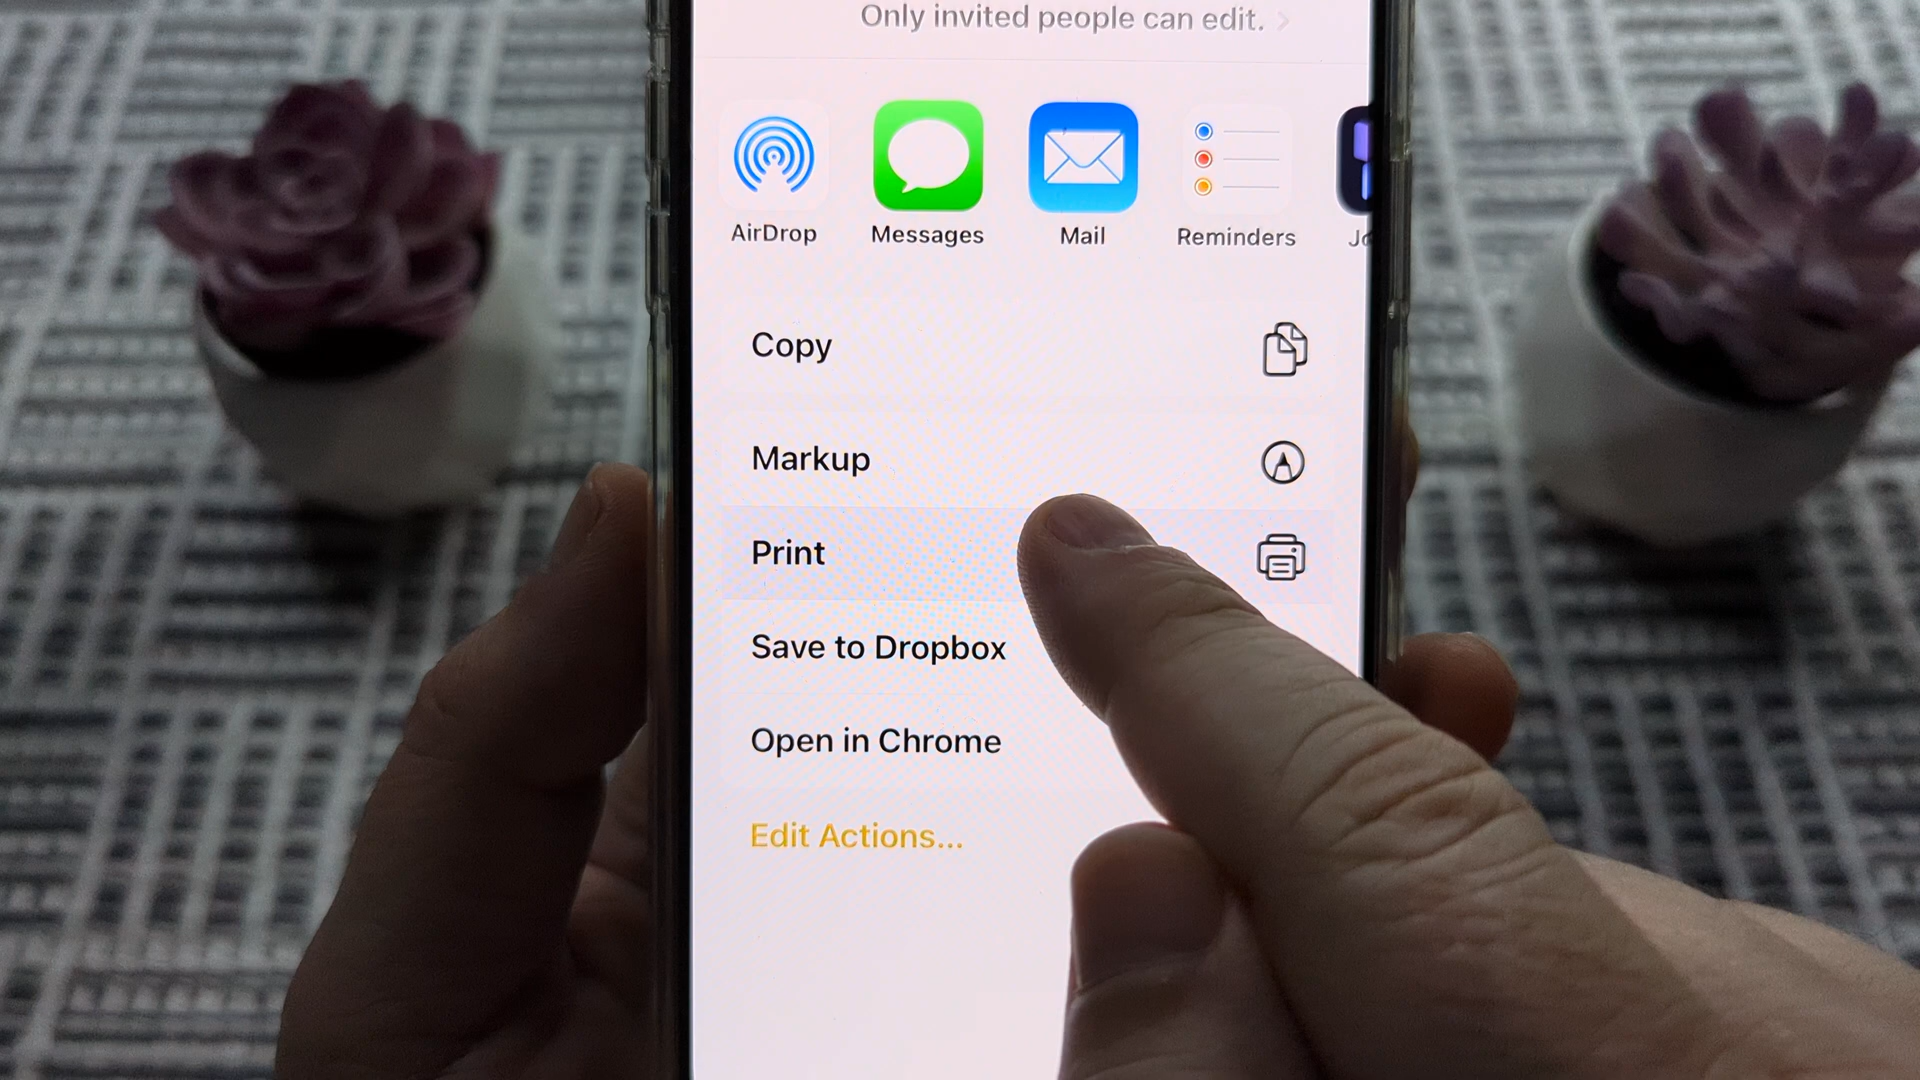 Only invited people can edit.
AirDrop
Messages
Mail
Reminders
Copy
Markup
Print
Save to Dropbox
Open in Chrome
Edit Actions...